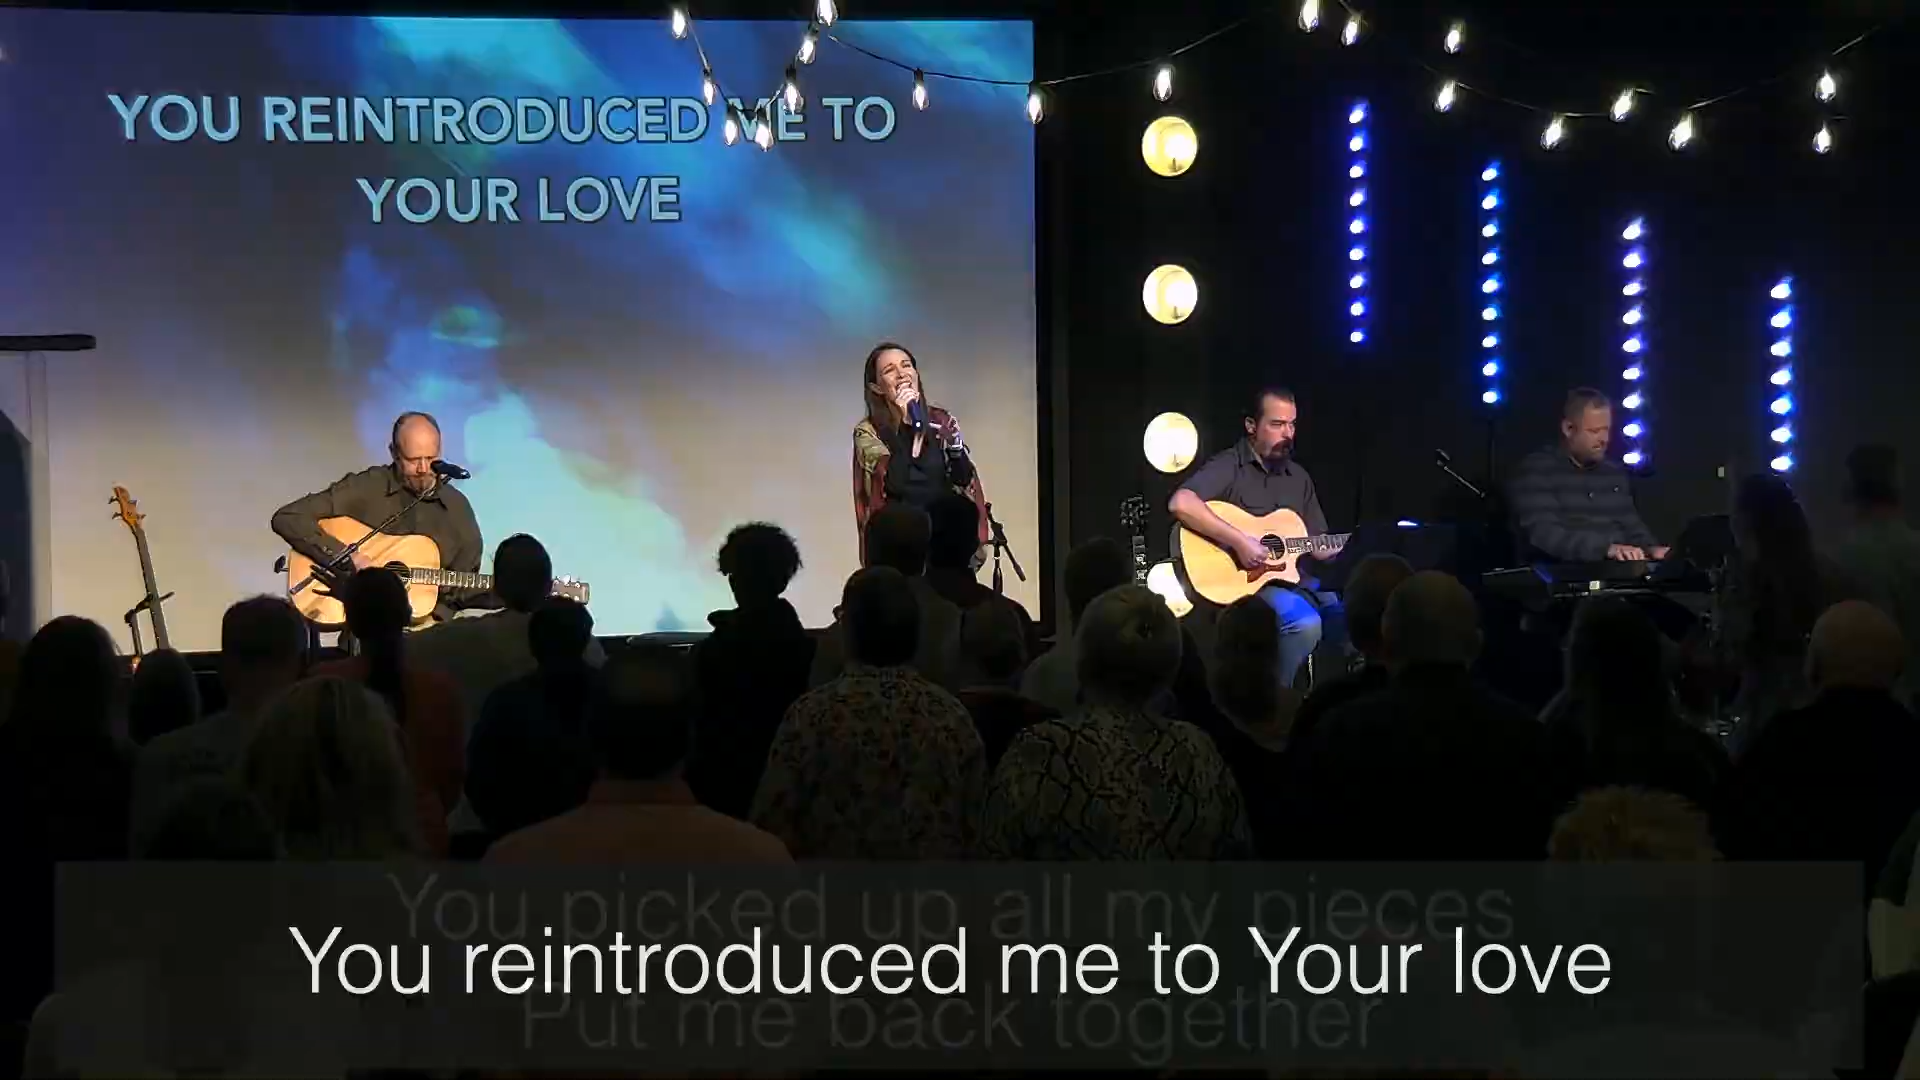 YOU REINTRODUCED ME TO
YOUR LOVE
You picked up all my pieces
You reintroduced me to Your love
Put me back together